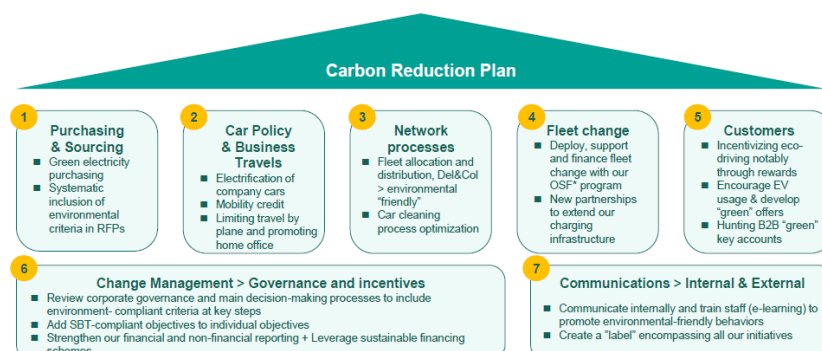 Carbon Reduction Plan
1
Purchasing
& Sourcing
Green electricity
purchasing
Systematic
inclusion of
environmental
criteria in RFPs
2
Car Policy
& Business
Travels
Electrification of
company cars
Mobility credit
Limiting travel by
plane and promoting
home office
3
Network
processes
Fleet allocation and
distribution, Del&Col
> environmental
“friendly”
Car cleaning
process optimization
4
Fleet change
Deploy, support
and finance fleet
change with our
OSF* program
New partnerships
to extend our
charging
infrastructure
5
Customers
Incentivizing eco-
driving notably
through rewards
Encourage EV
usage & develop
“green” offers
Hunting B2B “green”
key accounts
6
Change Management > Governance and incentives
Review corporate governance and main decision-making processes to include
environment- compliant criteria at key steps
Add SBT-compliant objectives to individual objectives
Strengthen our financial and non-financial reporting + Leverage sustainable financing
schemes
7
Communications > Internal & External
Communicate internally and train staff (e-learning) to
promote environmental-friendly behaviors
Create a ”label” encompassing all our initiatives